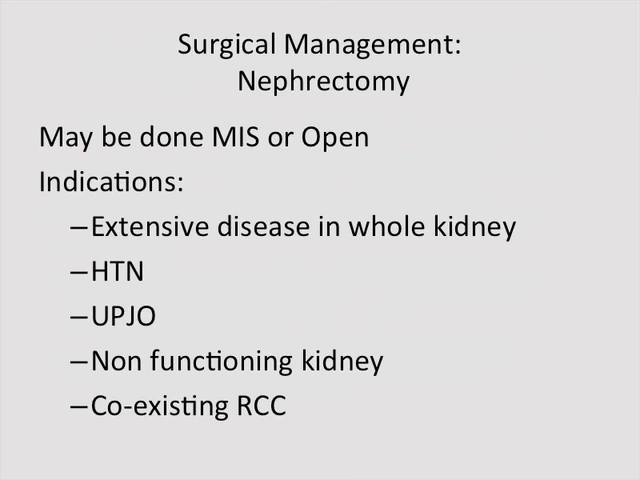 Surgical Management:
Nephrectomy
May be done MIS or Open
Indications:
–Extensive disease in whole kidney
–HTN
–UPJO
–Non functioning kidney
–Co-existing RCC